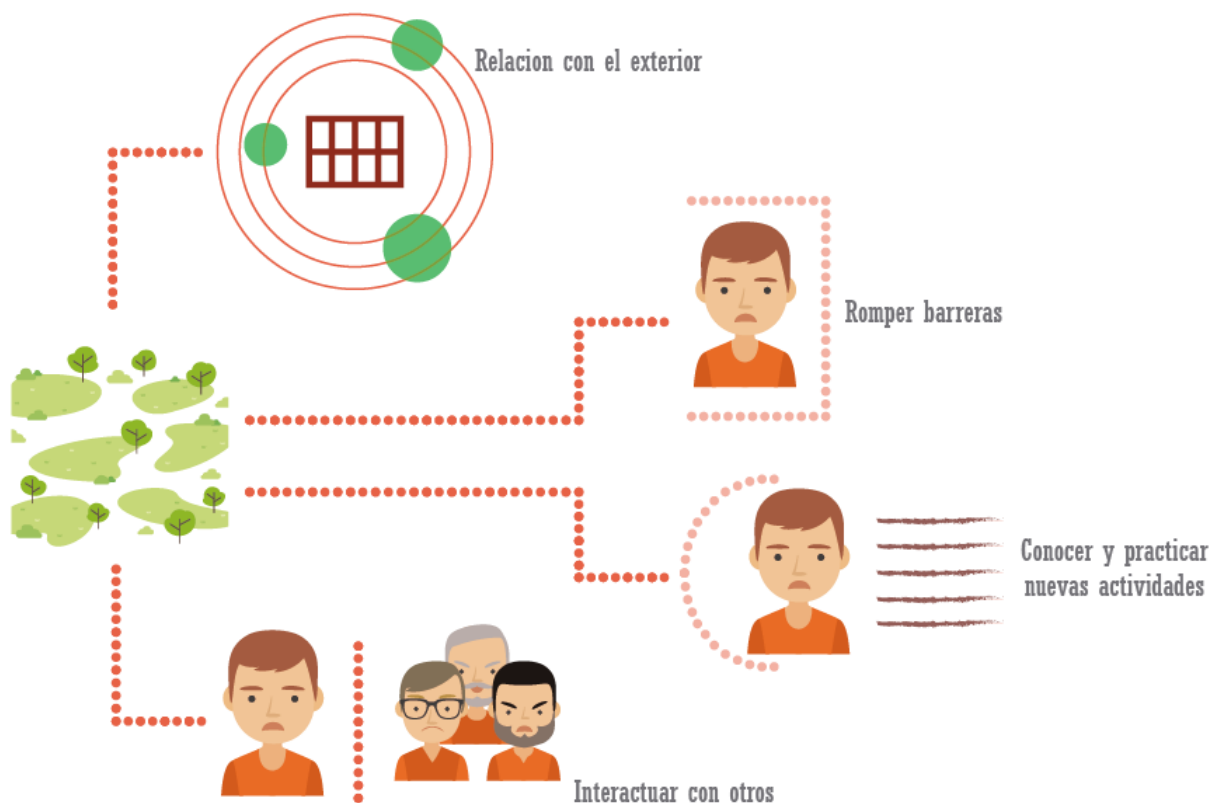 Relacion con el exterior
Romper barreras
Conocer y practicar
nuevas actividades
Interactuar con otros